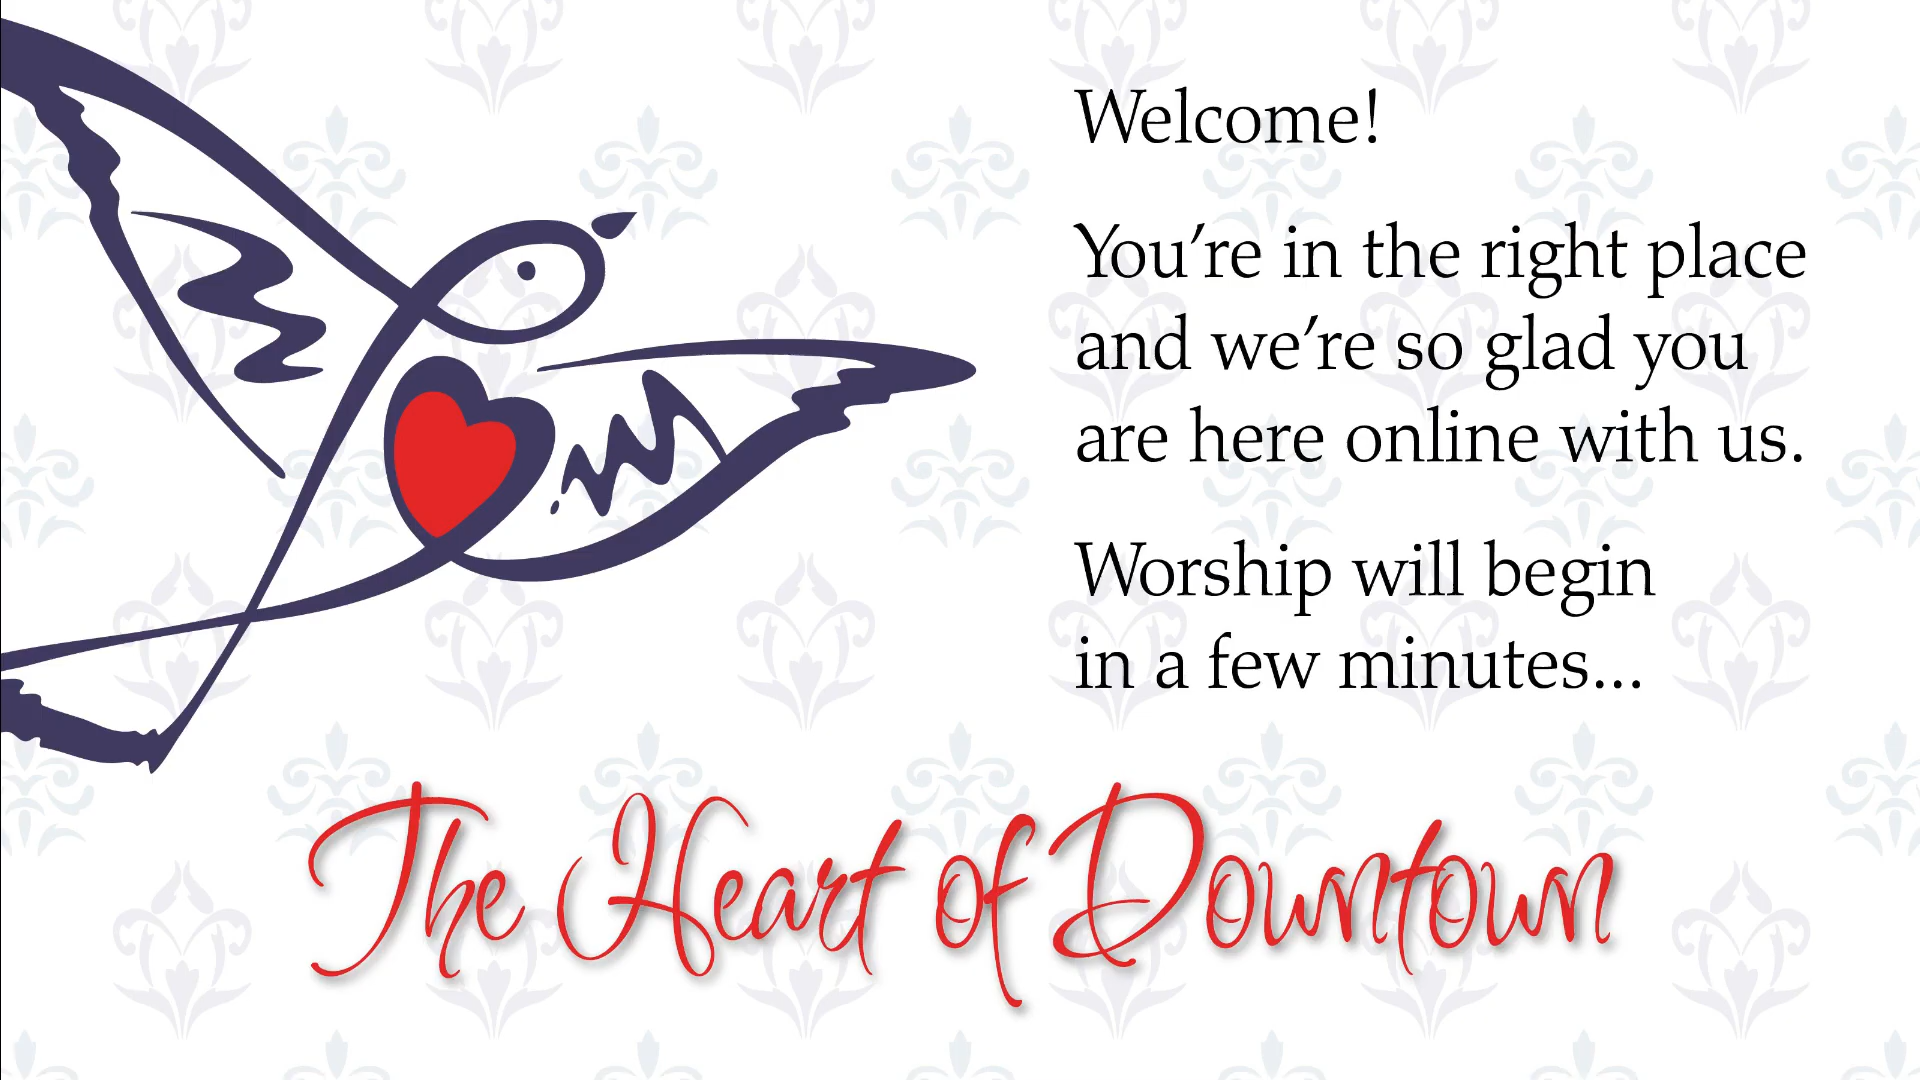 Welcome!
You’re in the right place
and we’re so glad you
are here online with us.
Worship will begin
in a few minutes...
The Heart of Downtown